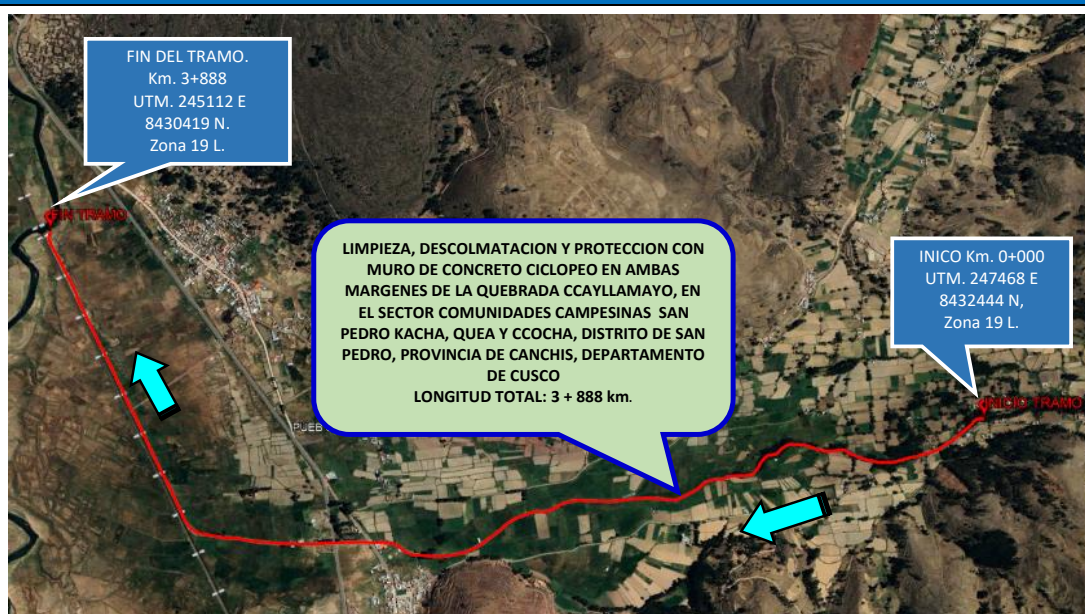 FIN DEL TRAMO.
Km. 3+888
UTM. 245112 E
8430419 N.
Zona 19 L.
FIN TRAMO
LIMPIEZA, DESCOLMATACION Y PROTECCION CON
MURO DE CONCRETO CICLOPEO EN AMBAS
MARGENES DE LA QUEBRADA CCAYLLAMAYO, EN
EL SECTOR COMUNIDADES CAMPESINAS SAN
PEDRO KACHA, QUEA Y CCOCHA, DISTRITO DE SAN
PEDRO, PROVINCIA DE CANCHIS, DEPARTAMENTO
DE CUSCO
LONGITUD TOTAL: 3 + 888 km.
INICO Km. 0+000
UTM. 247468 E
8432444 N,
Zona 19 L.
INICIO TRAMO